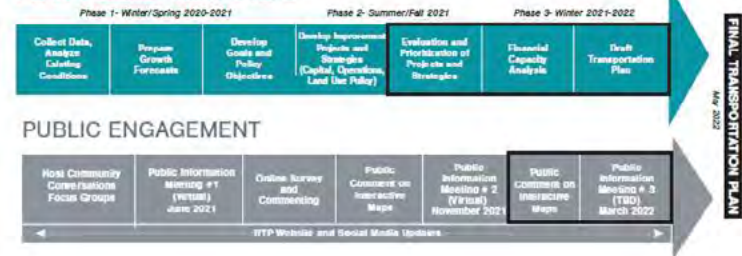 Phase 1- Winter/Spring 2020-2021
Phase 2- Summer/Fall 2021
Phase 3- Winter 2021-2022
Collect Data,
Analyze
Existing
Conditions
Prepare
Growth
Forecasts
Develop
Goals and
Policy
Objectives
Develop Improvement
Projects and
Strategies
(Capital, Operations,
Land Use Policy)
Evaluation and
Prioritization of
Projects and
Strategies
Financial
Capacity
Analysis
Draft
Transportation
Plan
FINAL TRANSPORTATION PLAN
May 2022
PUBLIC ENGAGEMENT
Host Community
Conversations
Focus Groups
Public Information
Meeting #1
(Virtual)
June 2021
Online Survey
and
Commenting
Public
Comment on
Interactive
Maps
Public
Information
Meeting # 2
(Virtual)
November 2021
Public
Comment on
Interactive
Maps
Public
Information
Meeting # 3
(TBD)
March 2022
RTP Website and Social Media Updates